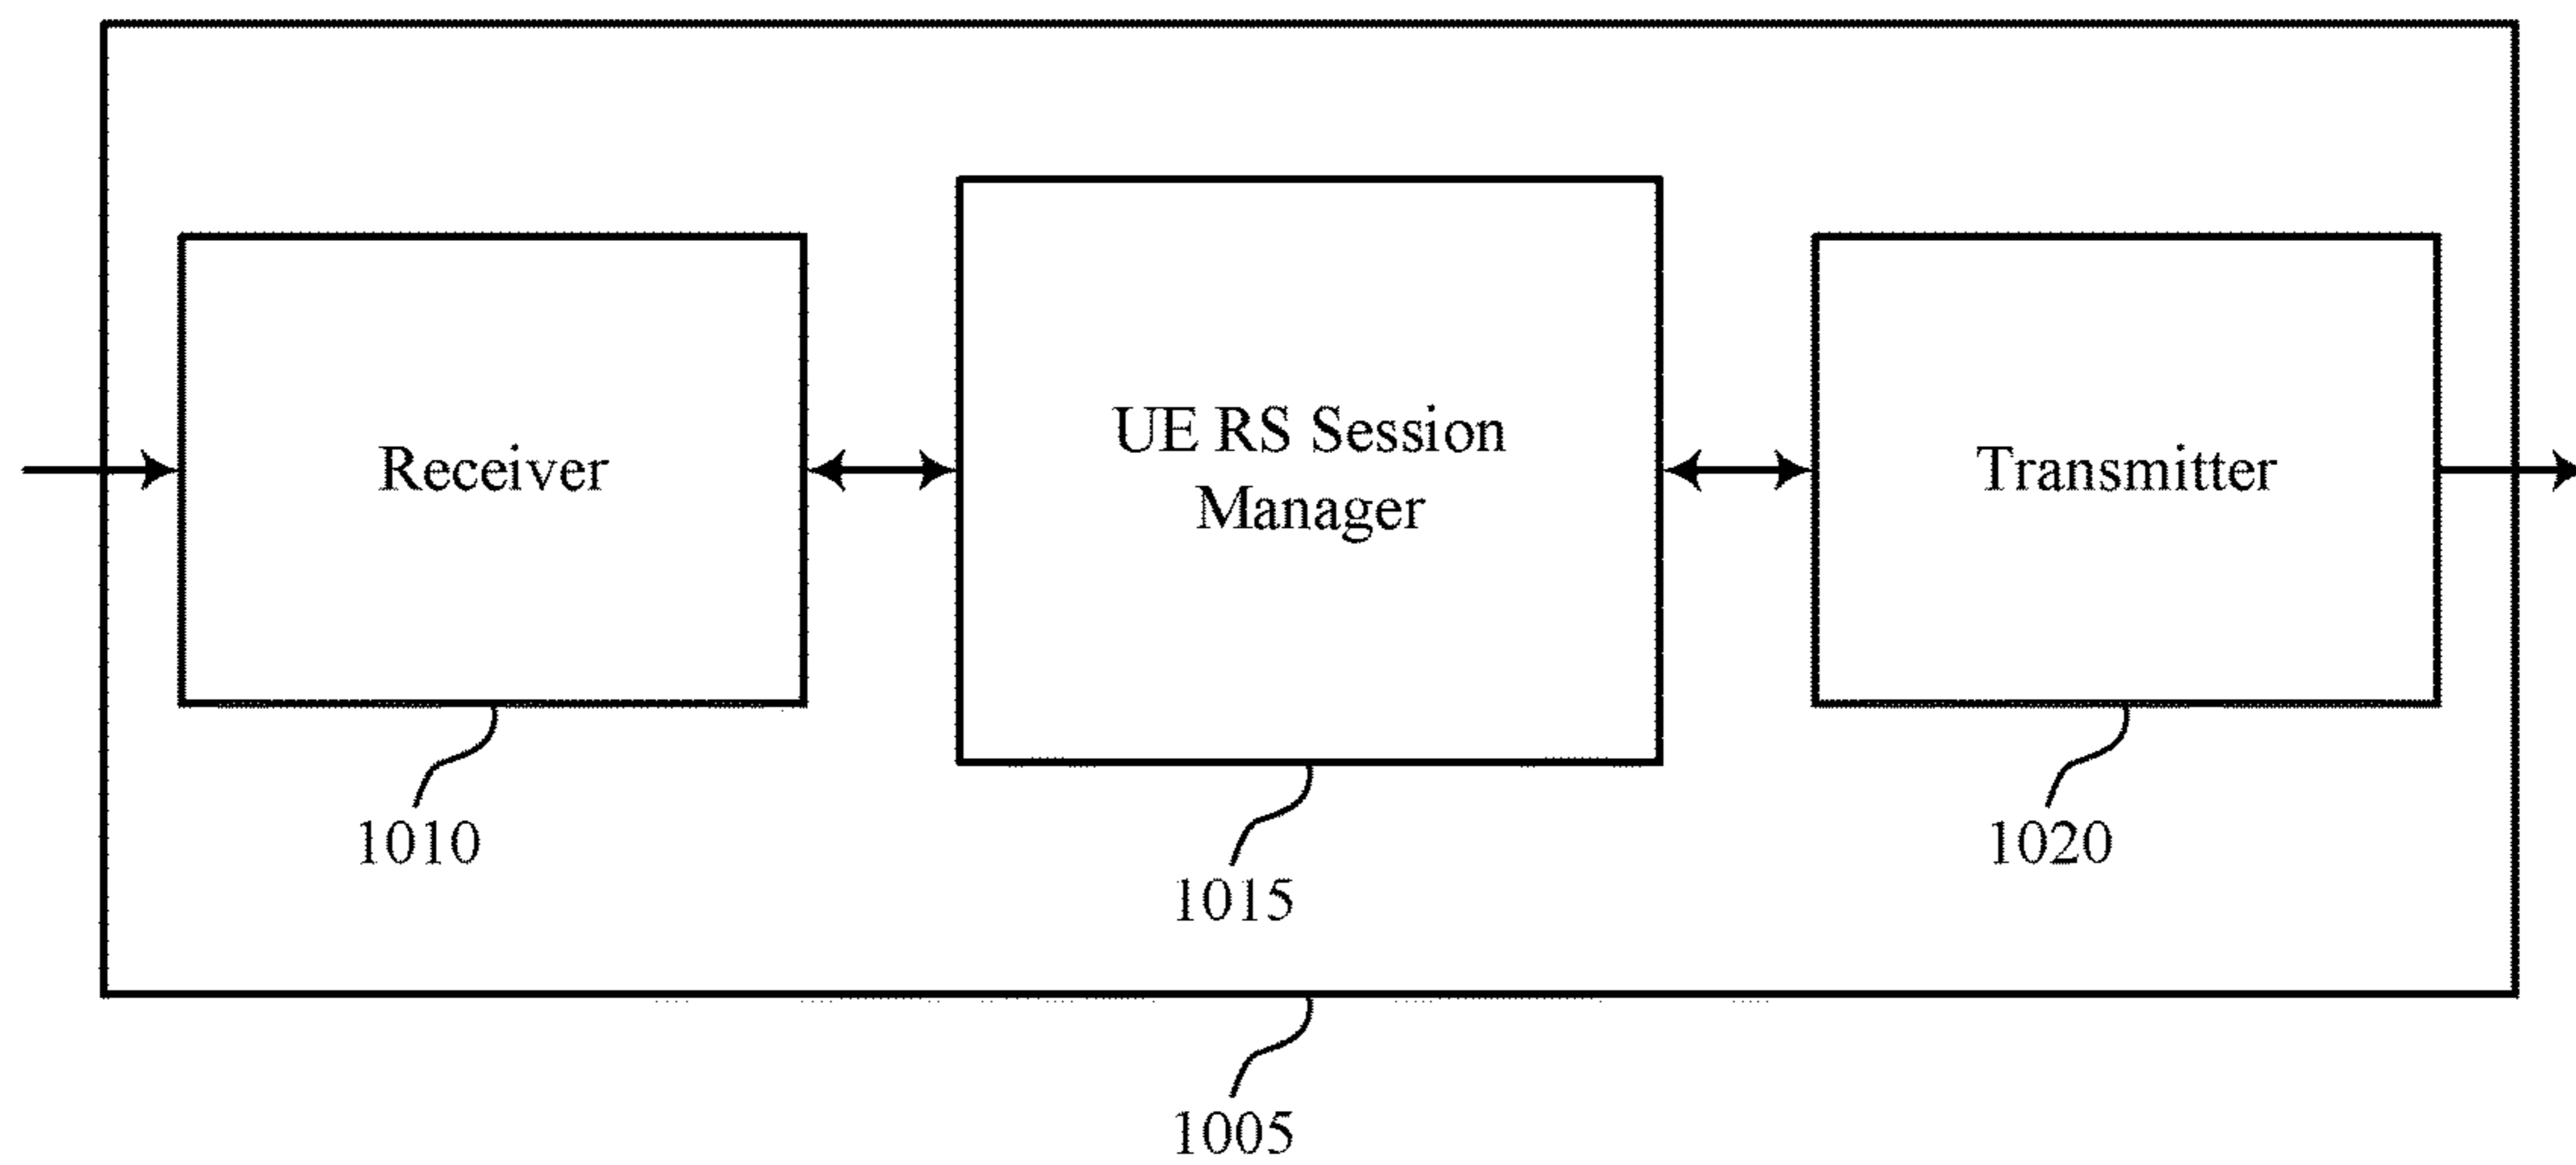 Receiver
UE RS Session
Manager
Transmitter
1010
1015
1020
1005